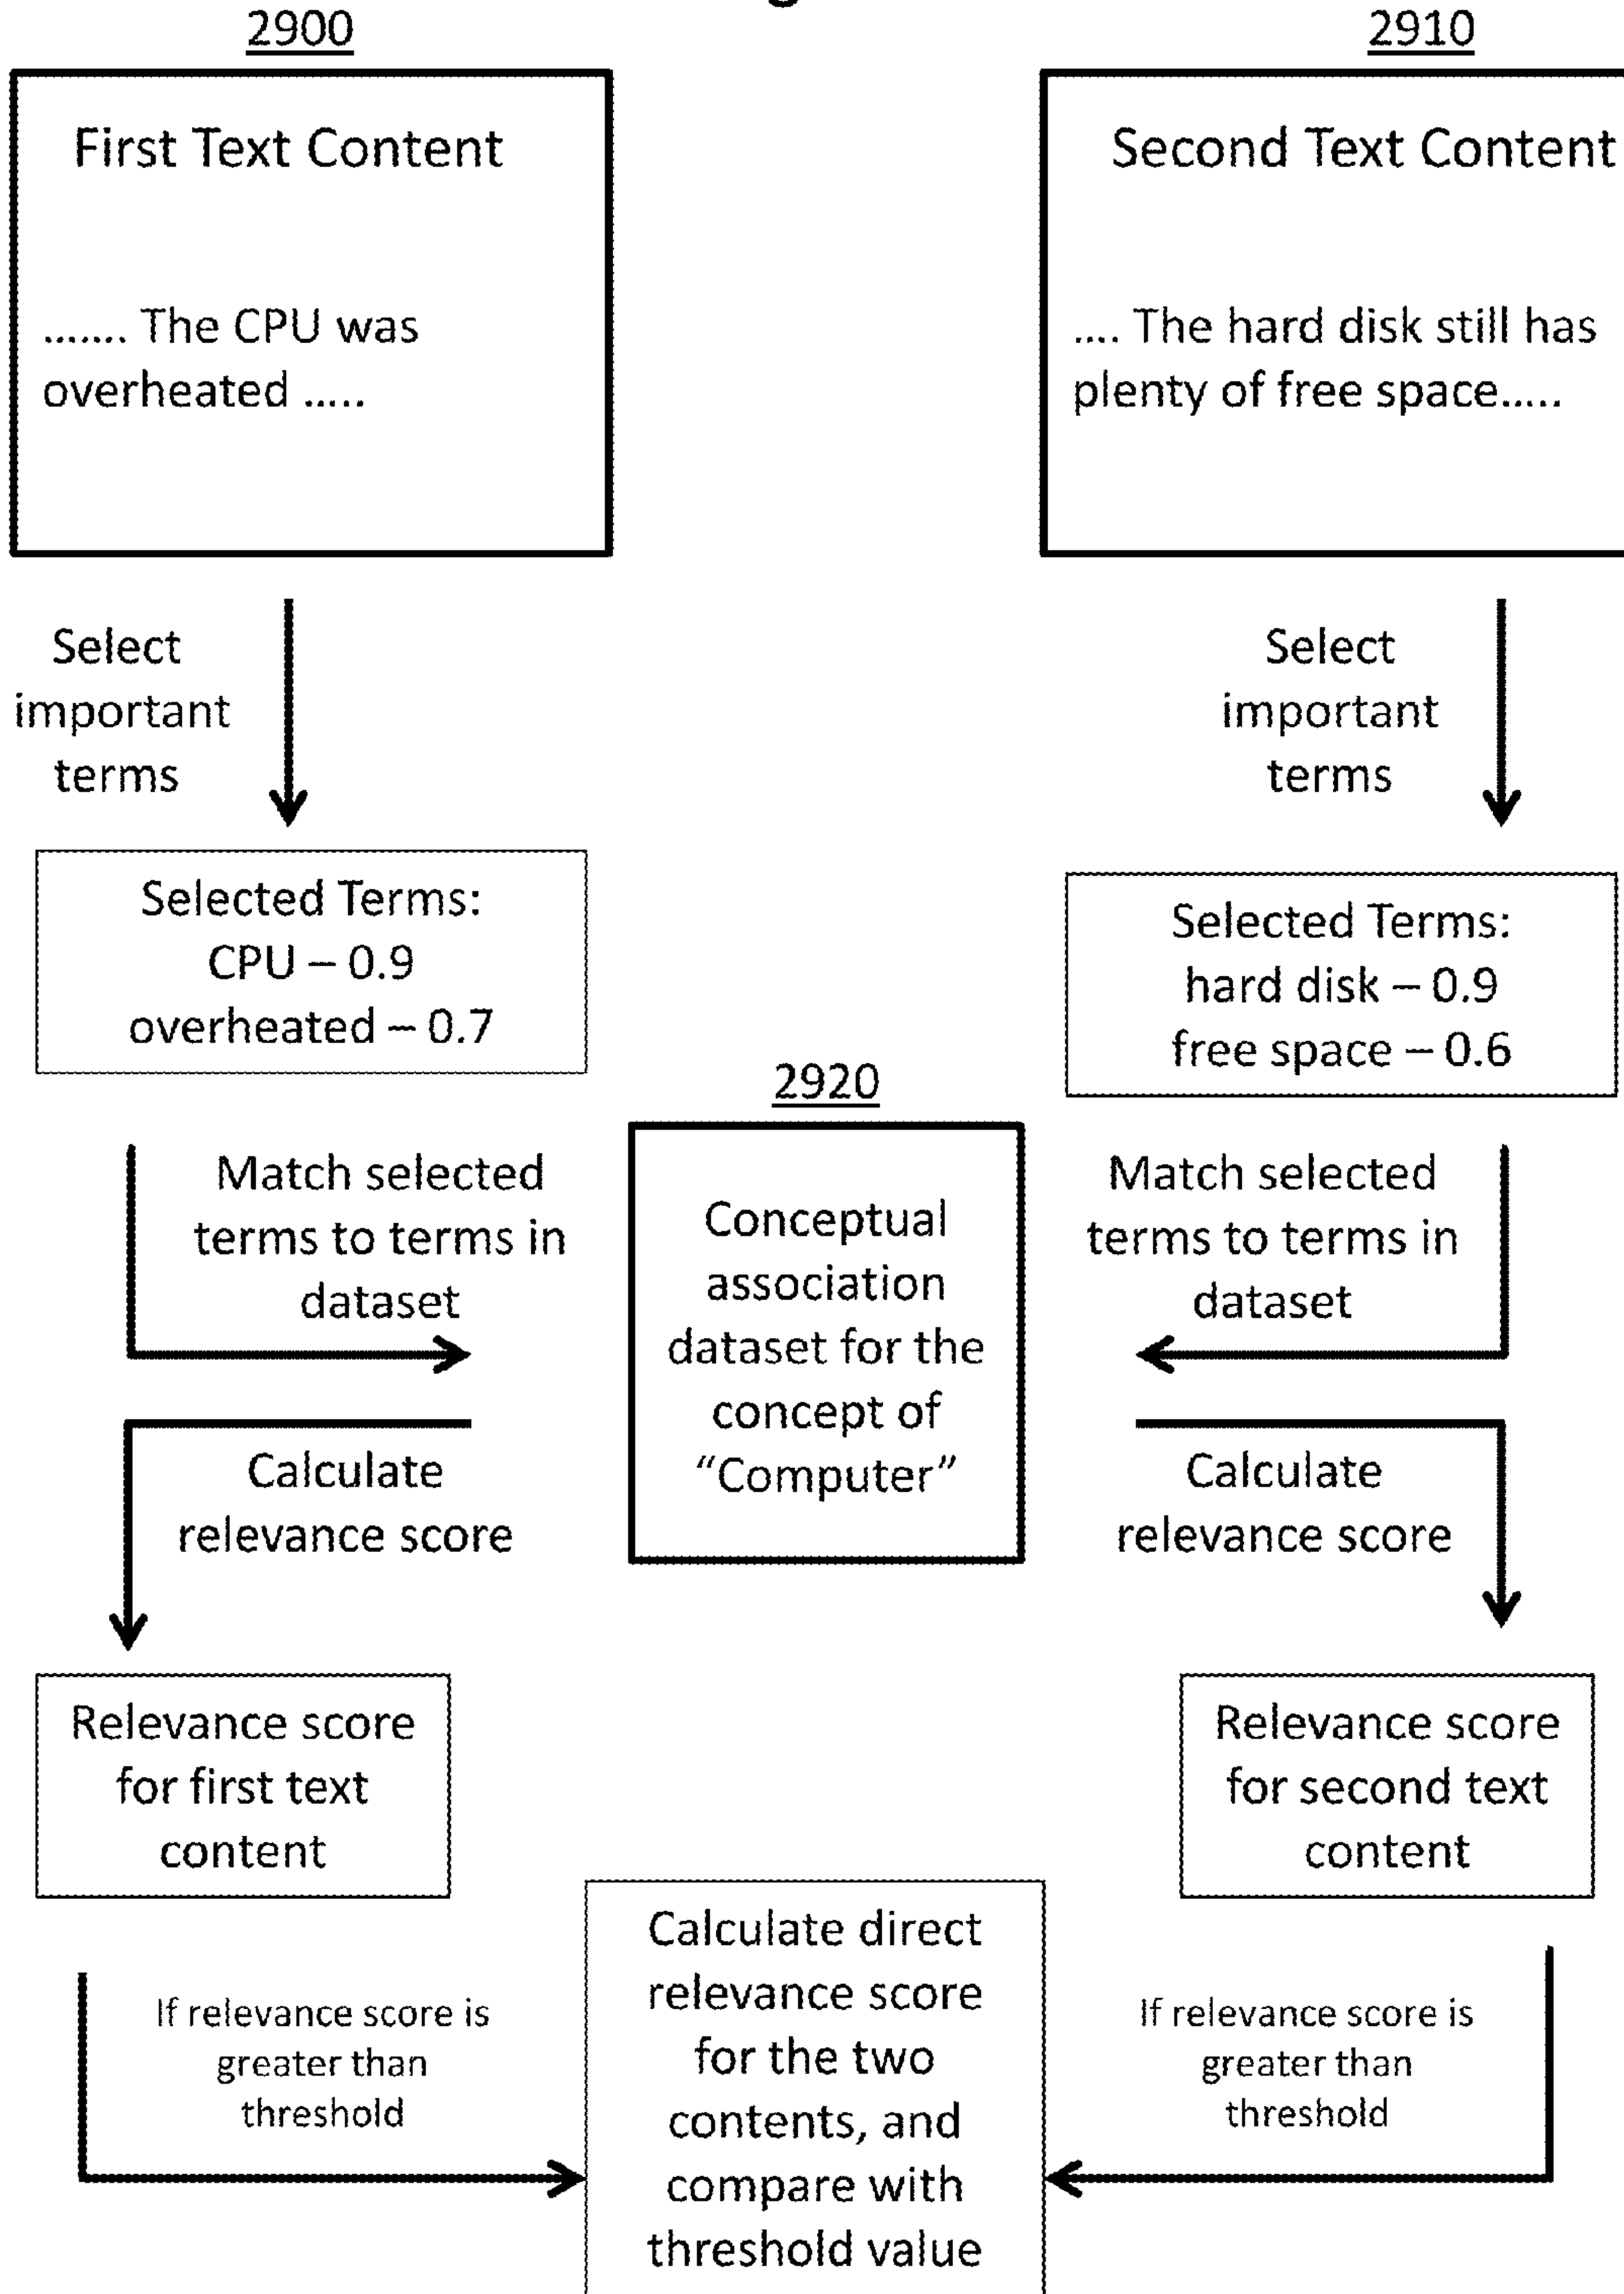 2900
First Text Content
....... The CPU was
overheated .....
2910
Second Text Content
.... The hard disk still has
plenty of free space.....
Select
important
terms
Select
important
terms
Selected Terms:
CPU – 0.9
overheated – 0.7
Selected Terms:
hard disk – 0.9
free space – 0.6
2920
Match selected
terms to terms in
dataset
Conceptual
association
dataset for the
concept of
“Computer”
Match selected
terms to terms in
dataset
Calculate
relevance score
Calculate
relevance score
Relevance score
for first text
content
Relevance score
for second text
content
If relevance score is
greater than
threshold
Calculate direct
relevance score
for the two
contents, and
compare with
threshold value
If relevance score is
greater than
threshold